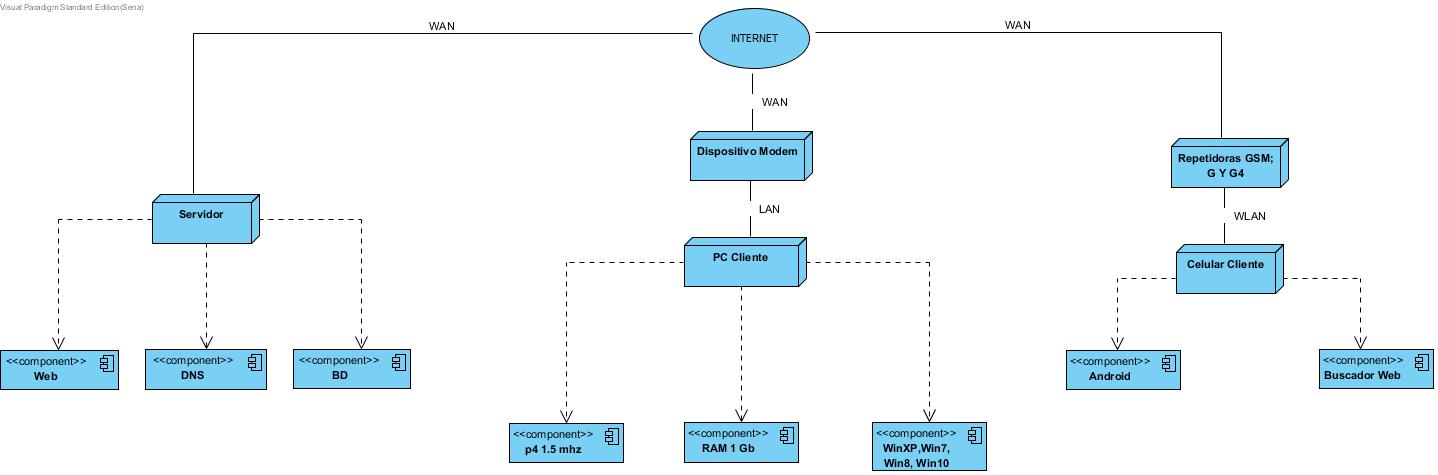 Visual Paradigm Standard Edition(Sena)
WAN
INTERNET
WAN
WAN
Dispositivo Modem
Repetidoras GSM;
G Y G4
LAN
WLAN
Servidor
PC Cliente
Celular Cliente
<<component>>
Web
<<component>>
DNS
<<component>>
BD
<<component>>
Android
<<component>>
Buscador Web
<<component>>
p4 1.5 mhz
<<component>>
RAM 1 Gb
<<component>>
WinXP,Win7,
Win8, Win10